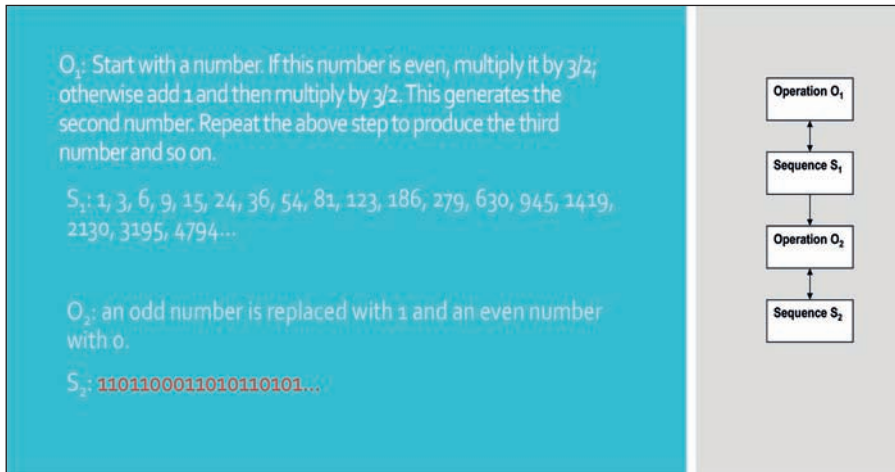 O₁: Start with a number. If this number is even, multiply it by 3/2;
otherwise add 1 and then multiply by 3/2. This generates the
second number. Repeat the above step to produce the third
number and so on.
S₁: 1, 3, 6, 9, 15, 24, 36, 54, 81, 123, 186, 279, 630, 945, 1419,
2130, 3195, 4794...
O₂: an odd number is replaced with 1 and an even number
with 0.
S₂: 1101100011010110101...
Operation O₁
Sequence S₁
Operation O₂
Sequence S₂